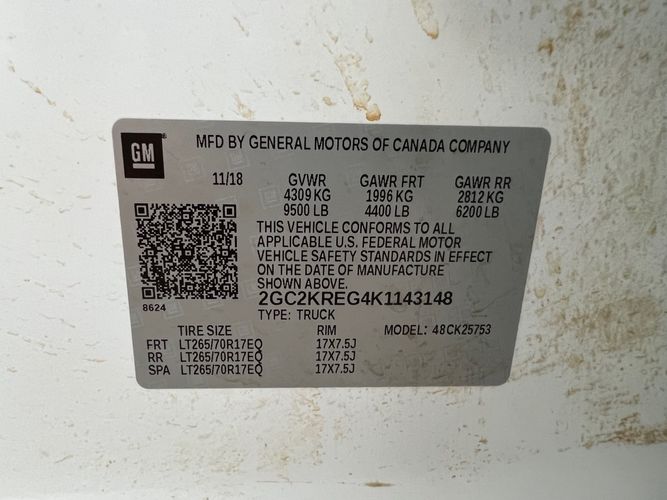 GM
MFD BY GENERAL MOTORS OF CANADA COMPANY
11/18 GVWR GAWR FRT GAWR RR
4309 KG 1996 KG 2812 KG
9500 LB 4400 LB 6200 LB
THIS VEHICLE CONFORMS TO ALL
APPLICABLE U.S. FEDERAL MOTOR
VEHICLE SAFETY STANDARDS IN EFFECT
ON THE DATE OF MANUFACTURE
SHOWN ABOVE.
8624
2GC2KREG4K1143148
TYPE: TRUCK
TIRE SIZE RIM MODEL: 48CK25753
FRT LT265/70R17EQ 17X7.5J
RR LT265/70R17EQ 17X7.5J
SPA LT265/70R17EQ 17X7.5J